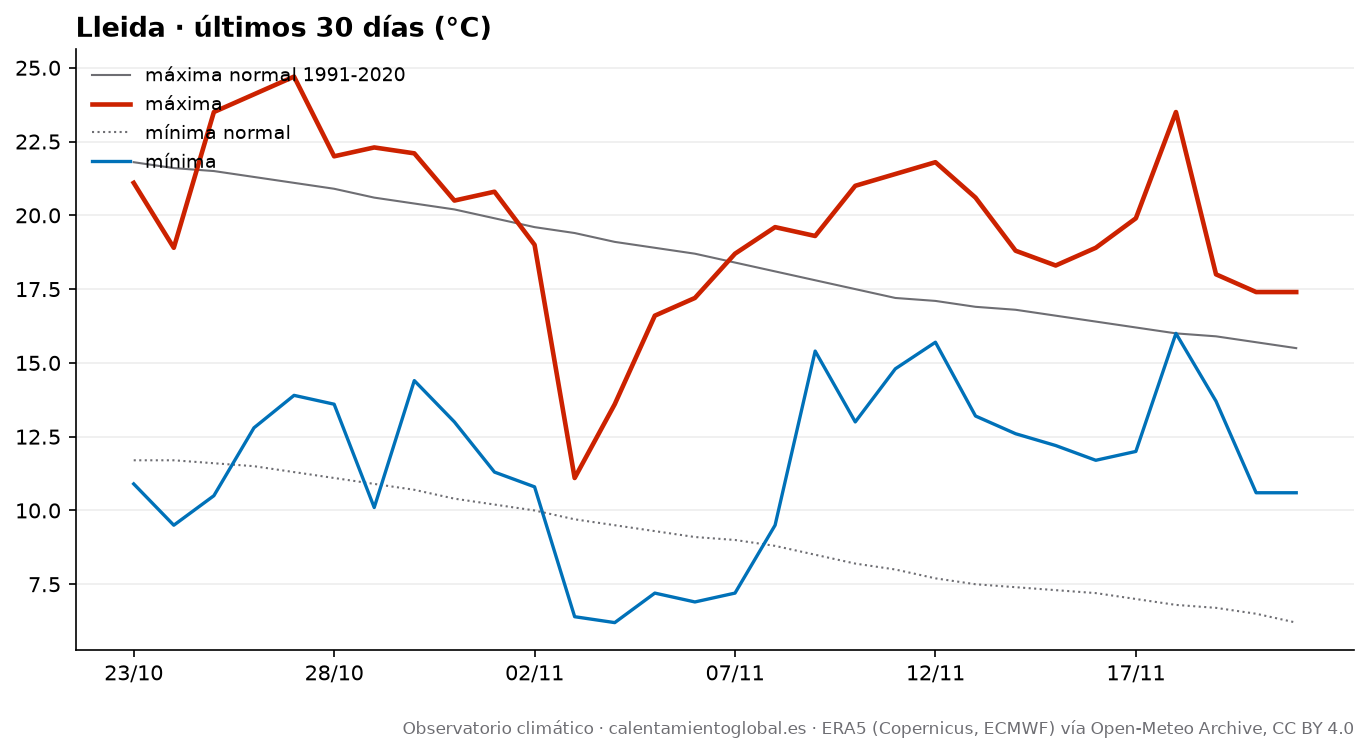 Lleida · últimos 30 días (°C)
25.0
22.5
20.0
17.5
15.0
12.5
10.0
7.5
máxima normal 1991-2020
máxima
mínima normal
mínima
23/10
28/10
02/11
07/11
12/11
17/11
Observatorio climático · calentamientoglobal.es · ERA5 (Copernicus, ECMWF) vía Open-Meteo Archive, CC BY 4.0